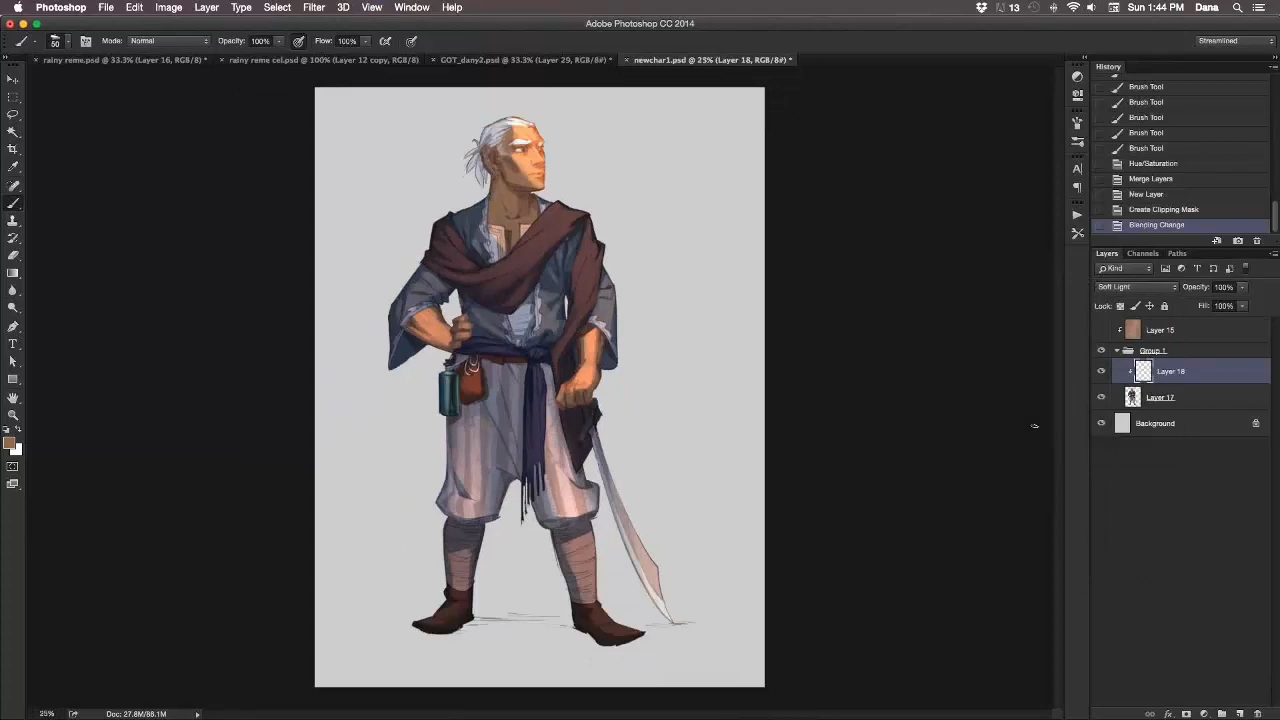 Photoshop File Edit Image Layer Type Select Filter 3D View Window Help 13 Sun 1:44 PM Dana
Adobe Photoshop CC 2014
50 Mode: Normal Opacity: 100% Flow: 100% Streamlined
× rainy reme.psd @ 33.3% (Layer 16, RGB/8) * × rainy reme cel.psd @ 100% (Layer 12 copy, RGB/8) × GOT_dany2.psd @ 33.3% (Layer 29, RGB/8#) * × newchar1.psd @ 25% (Layer 18, RGB/8#) *
History
Brush Tool
Brush Tool
Brush Tool
Brush Tool
Brush Tool
Hue/Saturation
Merge Layers
New Layer
Create Clipping Mask
Blending Change
Layers Channels Paths
Kind
Soft Light Opacity: 100%
Lock: Fill: 100%
Layer 15
Group 1
Layer 18
Layer 17
Background
25% Doc: 27.8M/88.1M